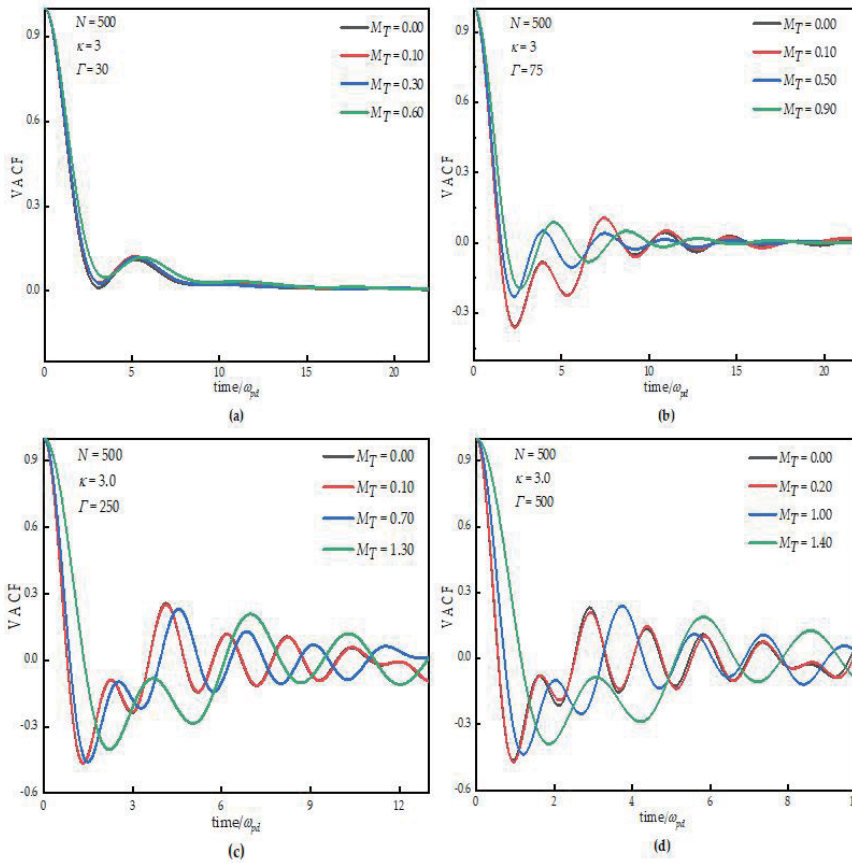 N = 500
κ = 3
Γ = 30
M_T = 0.00
M_T = 0.10
M_T = 0.30
M_T = 0.60
VACF
0.9
0.6
0.3
0.0
0 5 10 15 20
time/ω_pd
(a)
N = 500
κ = 3
Γ = 75
M_T = 0.00
M_T = 0.10
M_T = 0.50
M_T = 0.90
VACF
0.9
0.6
0.3
0.0
-0.3
0 5 10 15 20
time/ω_pd
(b)
N = 500
κ = 3.0
Γ = 250
M_T = 0.00
M_T = 0.10
M_T = 0.70
M_T = 1.30
VACF
0.9
0.6
0.3
0.0
-0.3
-0.6
0 3 6 9 12
time/ω_pd
(c)
N = 500
κ = 3.0
Γ = 500
M_T = 0.00
M_T = 0.20
M_T = 1.00
M_T = 1.40
VACF
0.9
0.6
0.3
0.0
-0.3
-0.6
0 2 4 6 8 1
time/ω_pd
(d)